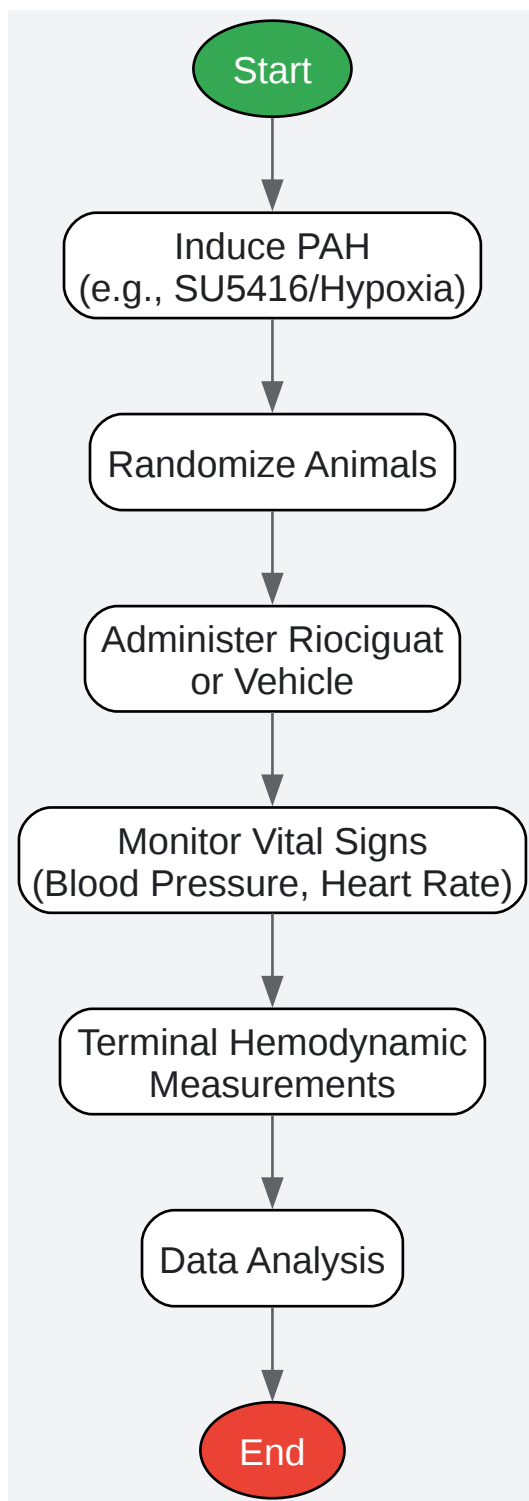 Start
Induce PAH
(e.g., SU5416/Hypoxia)
Randomize Animals
Administer Riociguat
or Vehicle
Monitor Vital Signs
(Blood Pressure, Heart Rate)
Terminal Hemodynamic
Measurements
Data Analysis
End